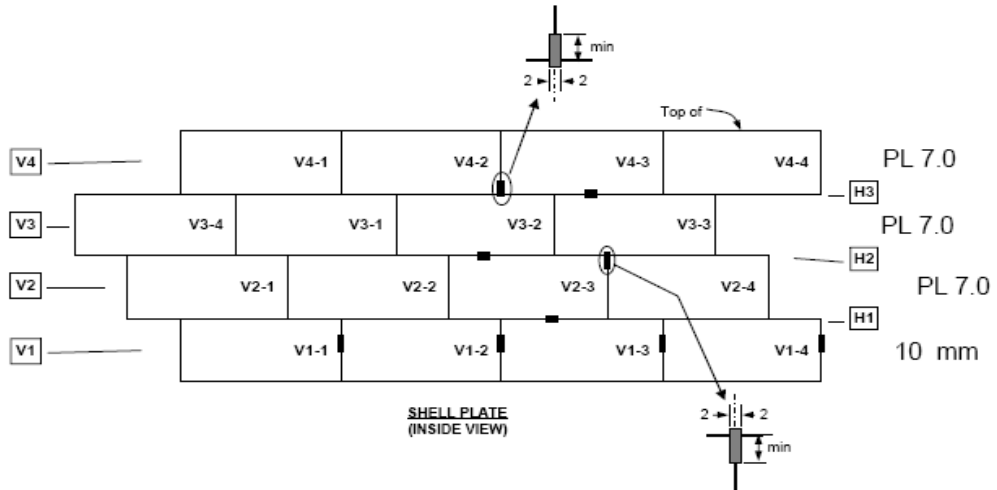 min
2 2
Top of
V4 V4-1 V4-2 V4-3 V4-4 PL 7.0
H3
V3 V3-4 V3-1 V3-2 V3-3 PL 7.0
H2
V2 V2-1 V2-2 V2-3 V2-4 PL 7.0
H1
V1 V1-1 V1-2 V1-3 V1-4 10 mm
SHELL PLATE
(INSIDE VIEW)
2 2
min